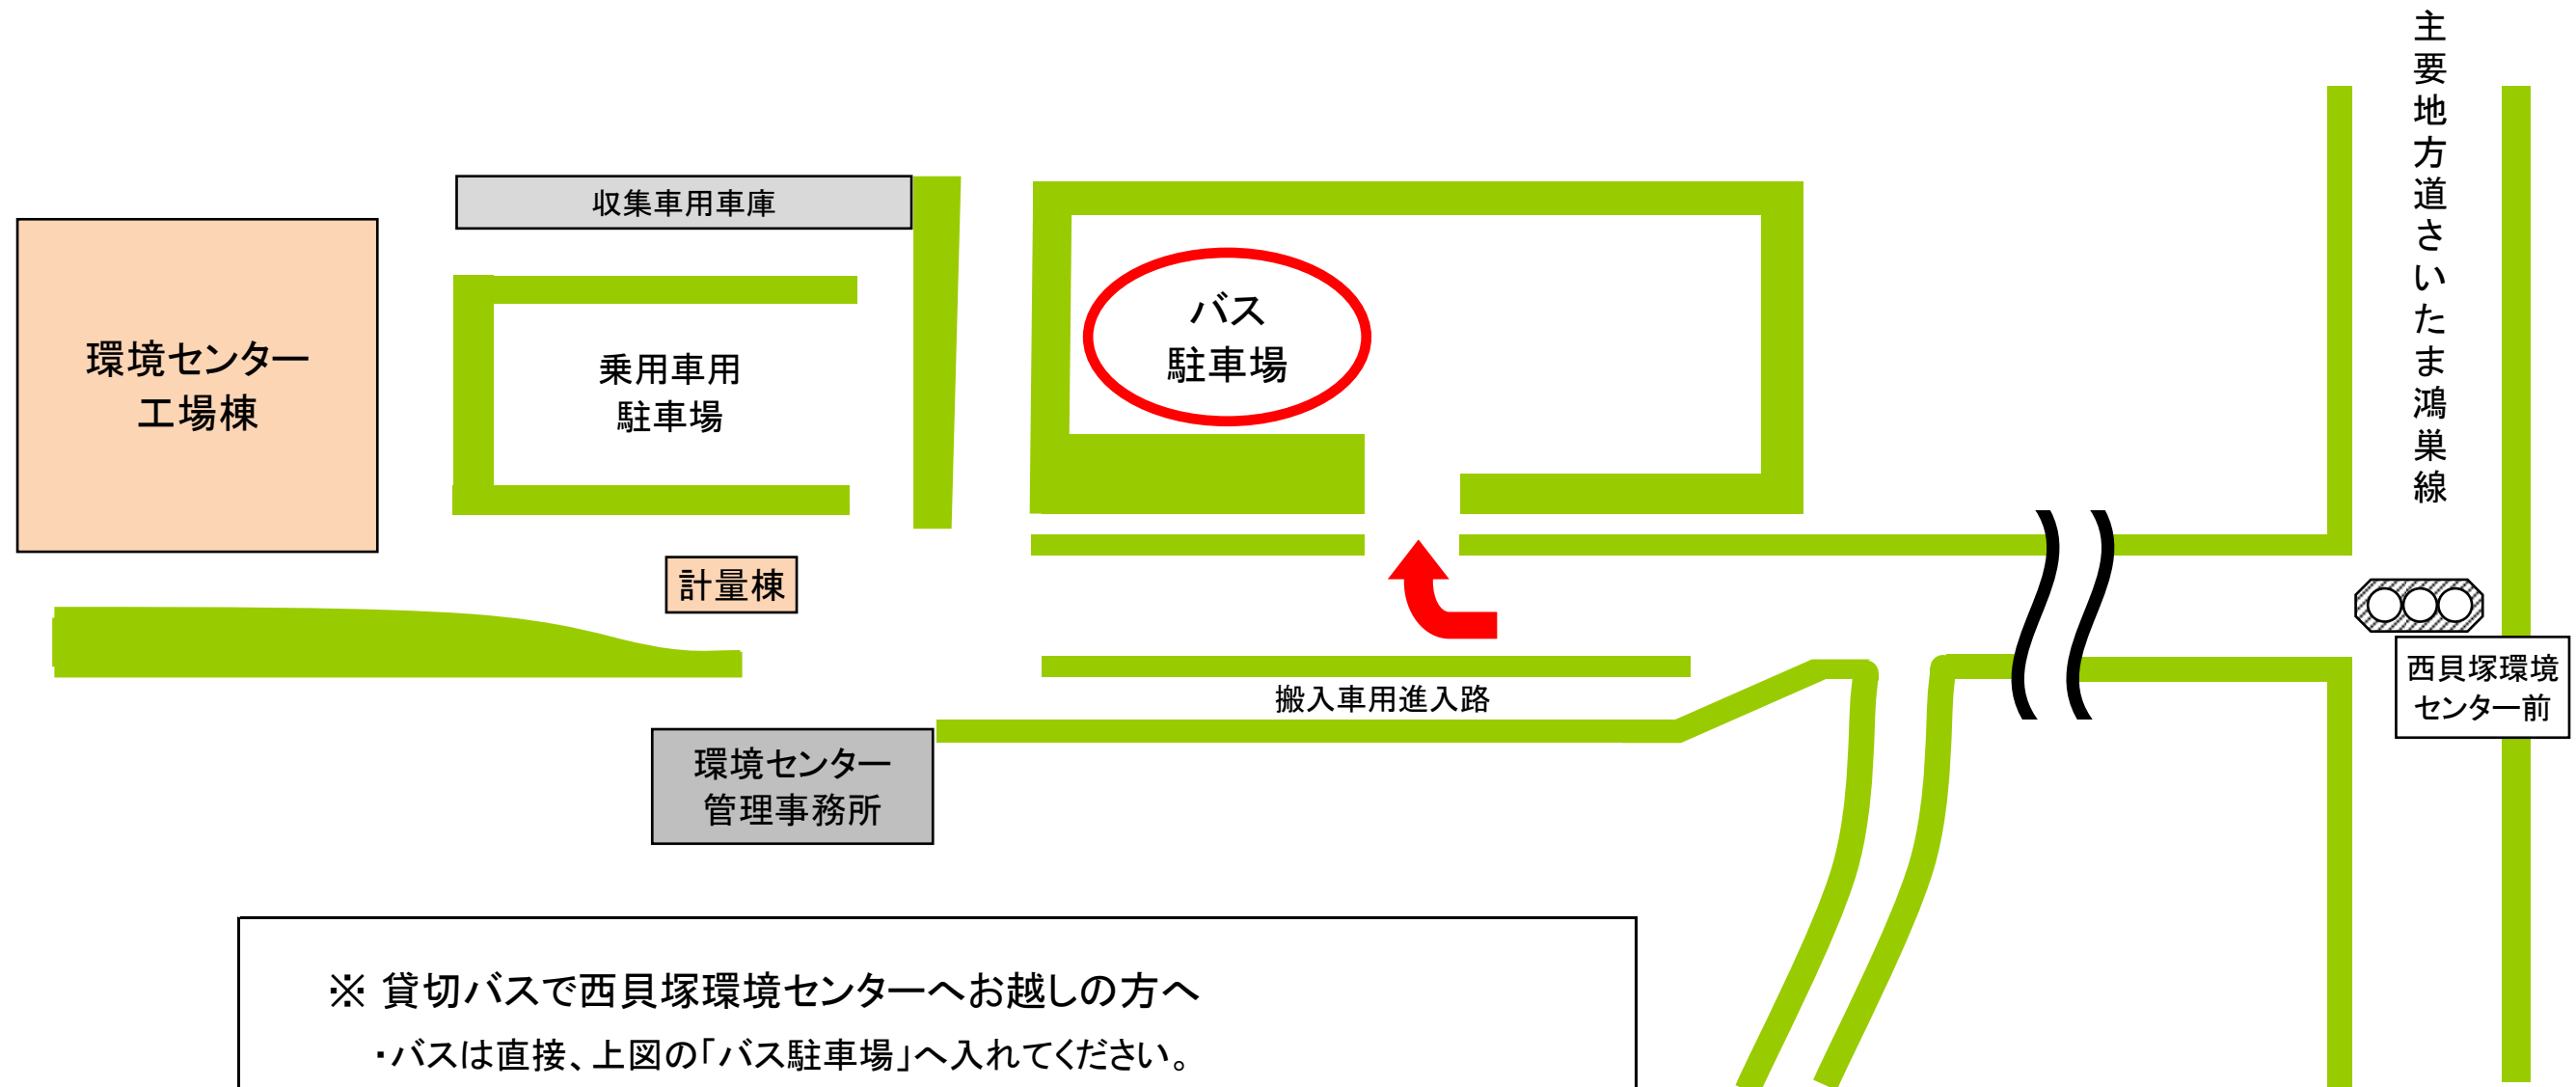 主要地方道さいたま鴻巣線
収集車用車庫
環境センター
工場棟
乗用車用
駐車場
バス
駐車場
計量棟
西貝塚環境
センター前
搬入車用進入路
環境センター
管理事務所
※ 貸切バスで西貝塚環境センターへお越しの方へ
・バスは直接、上図の「バス駐車場」へ入れてください。